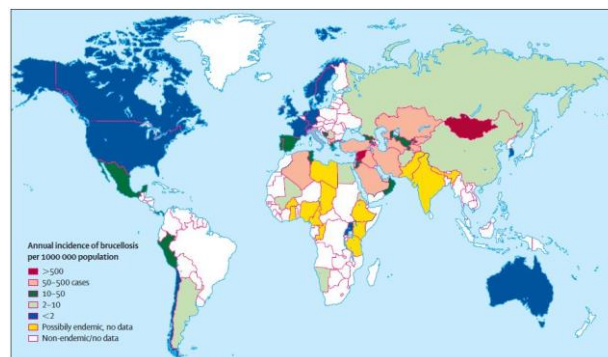 Annual incidence of brucellosis
per 1000 000 population
>500
50–500 cases
10–50
2–10
<2
Possibily endemic, no data
Non-endemic/no data